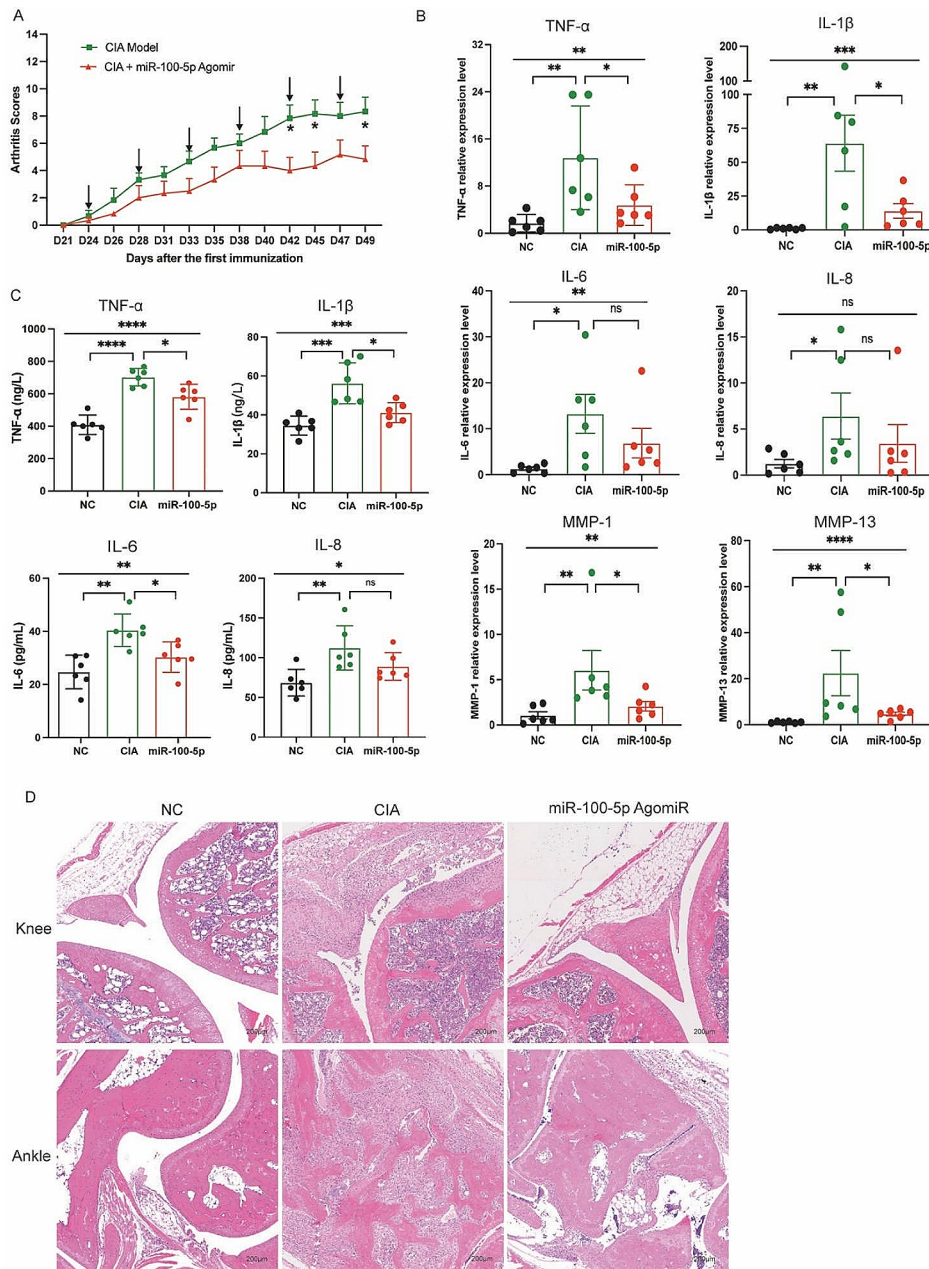 A
14
12
10
8
6
4
2
0
Arthritis Scores
CIA Model
CIA + miR-100-5p Agomir
* * *
D21 D24 D26 D28 D31 D33 D35 D38 D40 D42 D45 D47 D49
Days after the first immunization
B
TNF-α
TNF-α relative expression level
32
24
16
8
0
**
** *
NC CIA miR-100-5p
IL-1β
IL-1β relative expression level
200
150
100
100
75
50
25
0
***
** *
NC CIA miR-100-5p
IL-6
IL-6 relative expression level
40
30
20
10
0
**
* ns
NC CIA miR-100-5p
IL-8
IL-8 relative expression level
20
15
10
5
0
ns
* ns
NC CIA miR-100-5p
MMP-1
MMP-1 relative expression level
20
15
10
5
0
**
** *
NC CIA miR-100-5p
MMP-13
MMP-13 relative expression level
80
60
40
20
0
****
** *
NC CIA miR-100-5p
C
TNF-α
TNF-α (ng/L)
1000
800
600
400
200
0
****
**** *
NC CIA miR-100-5p
IL-1β
IL-1β (ng/L)
80
60
40
20
0
***
*** *
NC CIA miR-100-5p
IL-6
IL-6 (pg/mL)
60
40
20
0
**
** *
NC CIA miR-100-5p
IL-8
IL-8 (pg/mL)
200
150
100
50
0
*
** ns
NC CIA miR-100-5p
D
NC CIA miR-100-5p AgomiR
Knee
200μm 200μm 200μm
Ankle
200μm 200μm 200μm